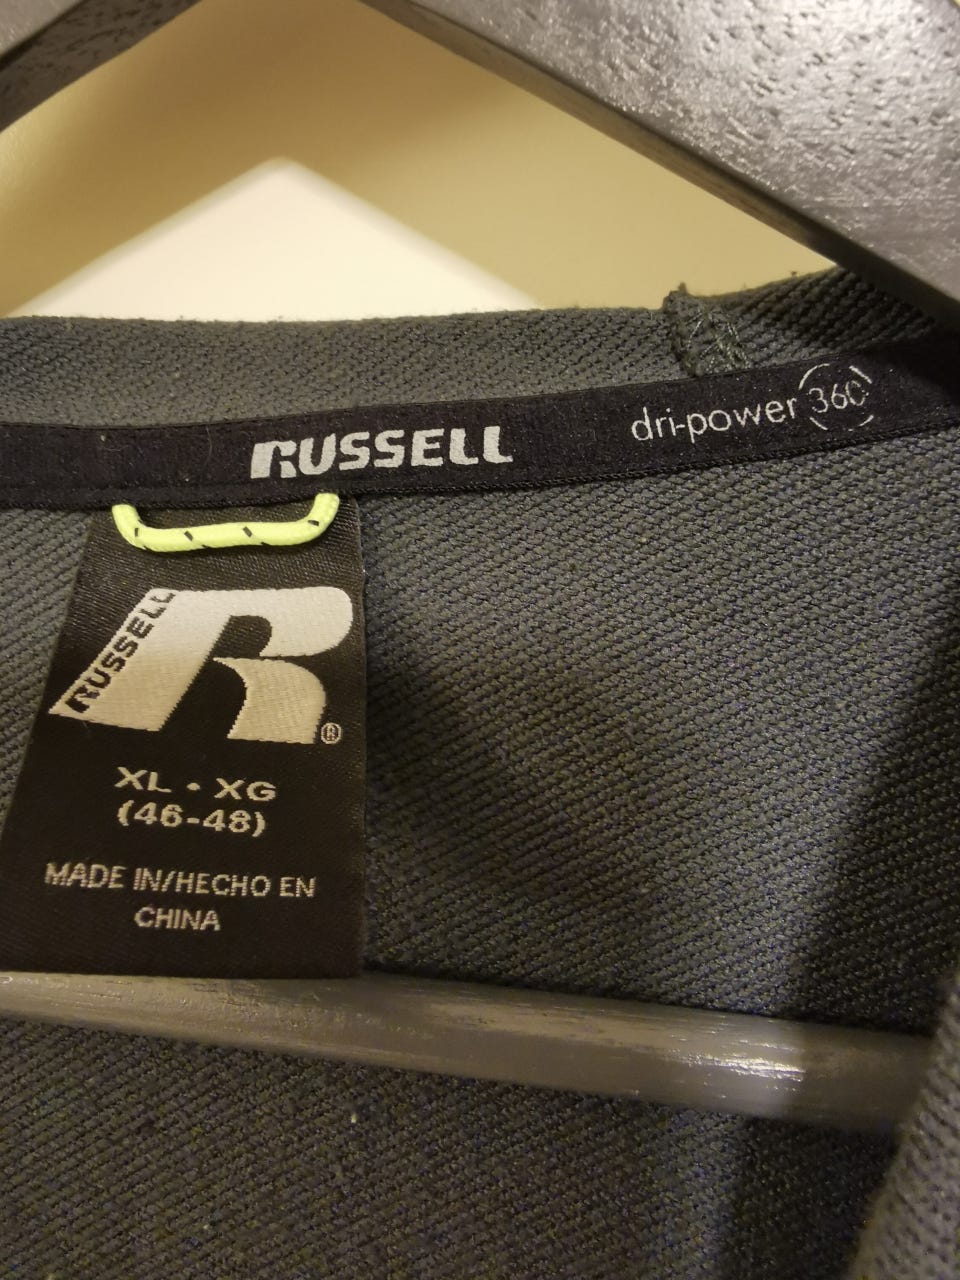 RUSSELL dri-power 360
RUSSELL
R®
XL • XG
(46-48)
MADE IN/HECHO EN
CHINA